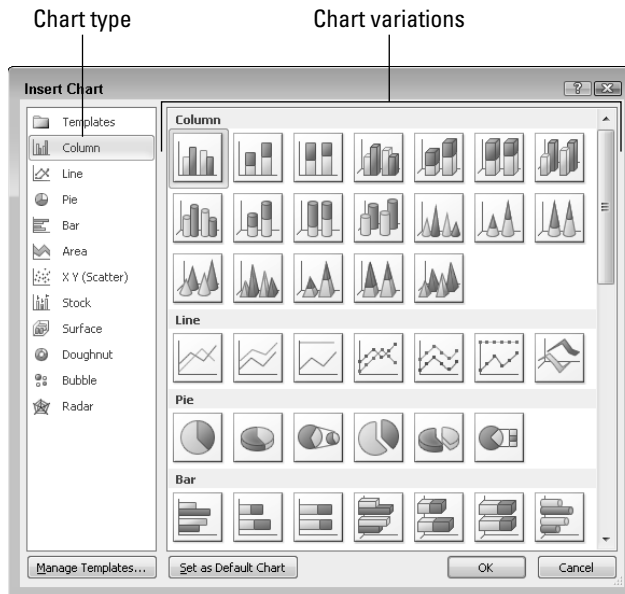 Chart type
Chart variations
Insert Chart
Templates
Column
Line
Pie
Bar
Area
X Y (Scatter)
Stock
Surface
Doughnut
Bubble
Radar
Column
Line
Pie
Bar
Manage Templates...
Set as Default Chart
OK
Cancel